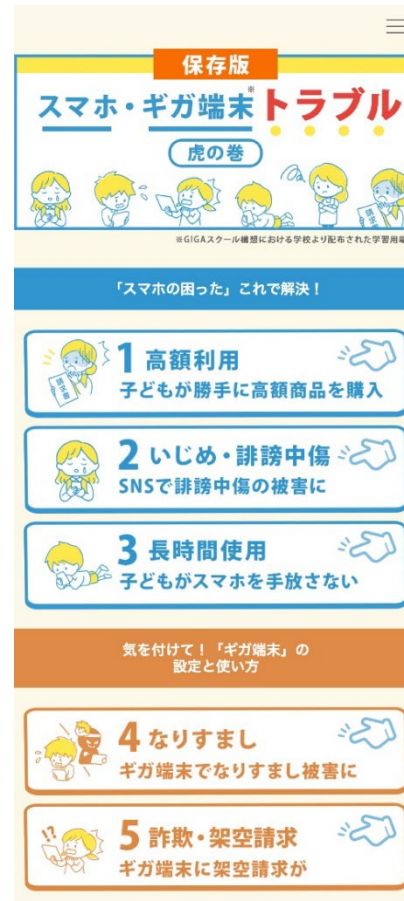 保存版
スマホ・ギガ端末※トラブル
虎の巻
※GIGAスクール構想における学校より配布された学習用
「スマホの困った」これで解決!
請求書
1 高額利用
子どもが勝手に高額商品を購入
2 いじめ・誹謗中傷
SNSで誹謗中傷の被害に
3 長時間使用
子どもがスマホを手放さない
気を付けて!「ギガ端末」の
設定と使い方
4 なりすまし
ギガ端末でなりすまし被害に
!?
5 詐欺・架空請求
ギガ端末に架空請求が